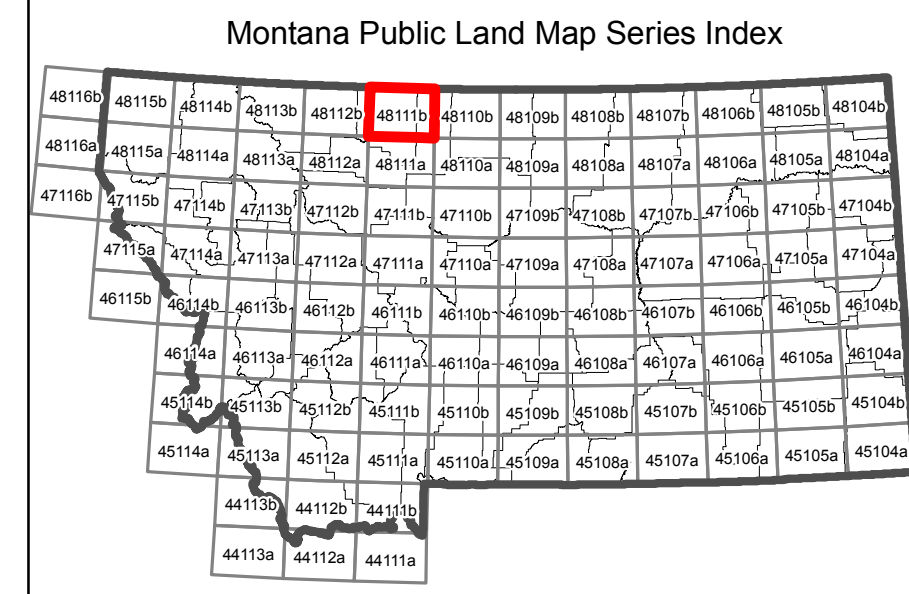 Montana Public Land Map Series Index
48116b 48115b 48114b 48113b 48112b 48111b 48110b 48109b 48108b 48107b 48106b 48105b 48104b
48116a 48115a 48114a 48113a 48112a 48111a 48110a 48109a 48108a 48107a 48106a 48105a 48104a
47116b 47115b 47114b 47113b 47112b 47111b 47110b 47109b 47108b 47107b 47106b 47105b 47104b
47115a 47114a 47113a 47112a 47111a 47110a 47109a 47108a 47107a 47106a 47105a 47104a
46115b 46114b 46113b 46112b 46111b 46110b 46109b 46108b 46107b 46106b 46105b 46104b
46114a 46113a 46112a 46111a 46110a 46109a 46108a 46107a 46106a 46105a 46104a
45114b 45113b 45112b 45111b 45110b 45109b 45108b 45107b 45106b 45105b 45104b
45114a 45113a 45112a 45111a 45110a 45109a 45108a 45107a 45106a 45105a 45104a
44113b 44112b 44111b
44113a 44112a 44111a